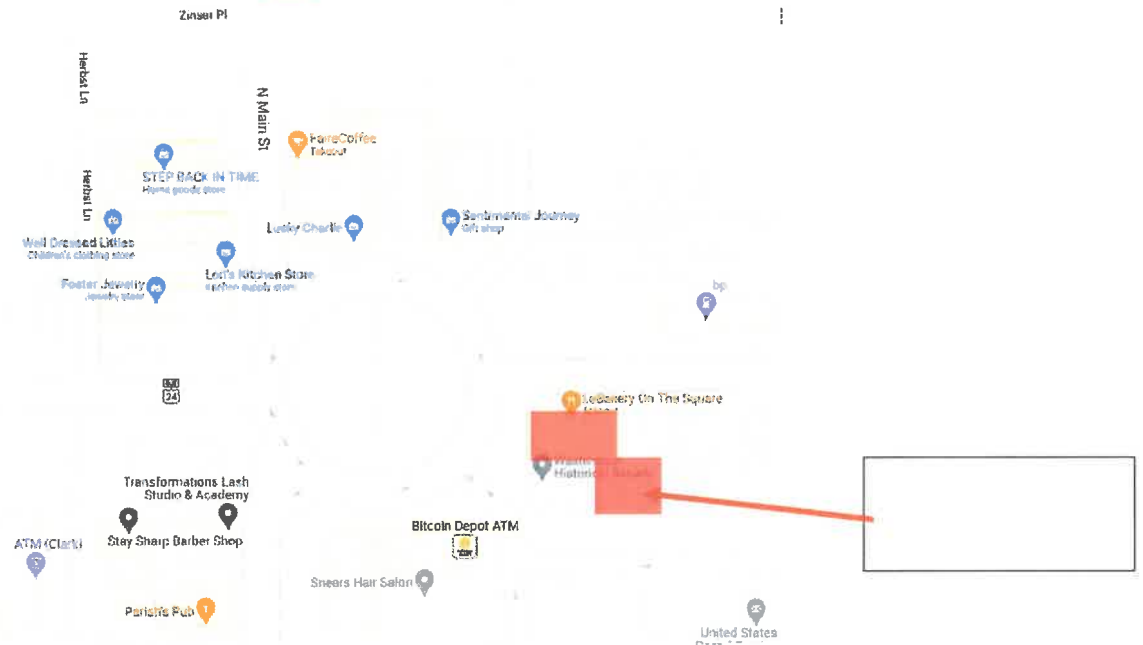 Zinser Pl
Herbst Ln
N Main St
FaireCoffee
Takeout
STEP BACK IN TIME
Home goods store
Herbst Ln
Well Dressed Littles
Children's clothing store
Lucky Charlie
Sentimental Journey
Gift shop
Lori's Kitchen Store
Kitchen supply store
Foster Jewelry
Jewelry store
bp
24
LeBakery On The Square
Historical
Transformations Lash
Studio & Academy
Stay Sharp Barber Shop
ATM (Clark)
Bitcoin Depot ATM
Sneers Hair Salon
Parish's Pub
United States